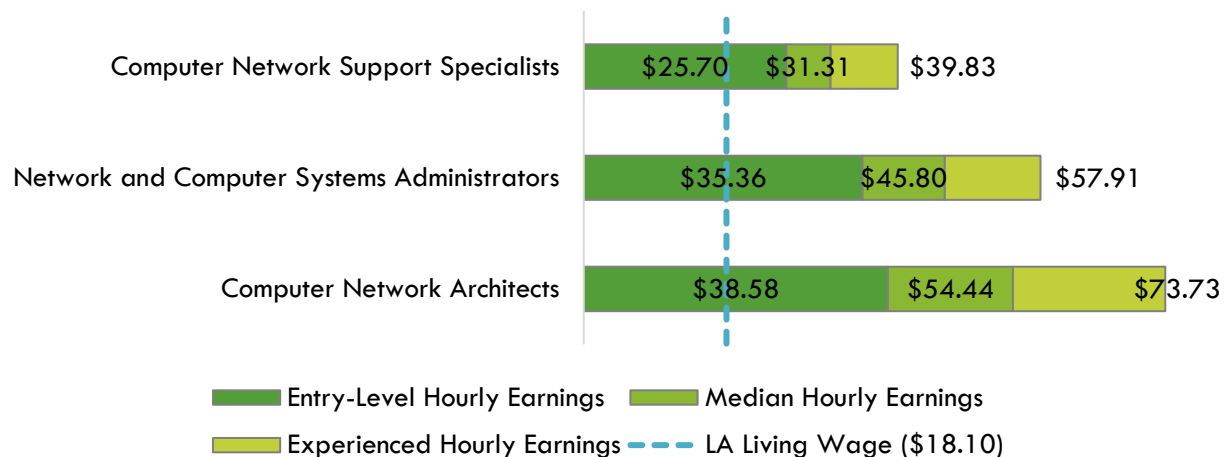 Computer Network Support Specialists $25.70 $31.31 $39.83
Network and Computer Systems Administrators $35.36 $45.80 $57.91
Computer Network Architects $38.58 $54.44 $73.73
Entry-Level Hourly Earnings Median Hourly Earnings
Experienced Hourly Earnings LA Living Wage ($18.10)